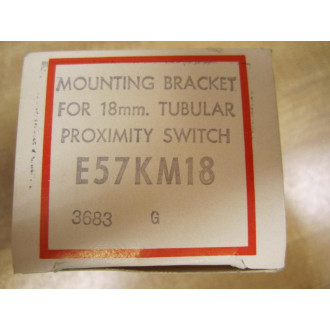 MOUNTING BRACKET
FOR 18mm. TUBULAR
PROXIMITY SWITCH
E57KM18
3683 G